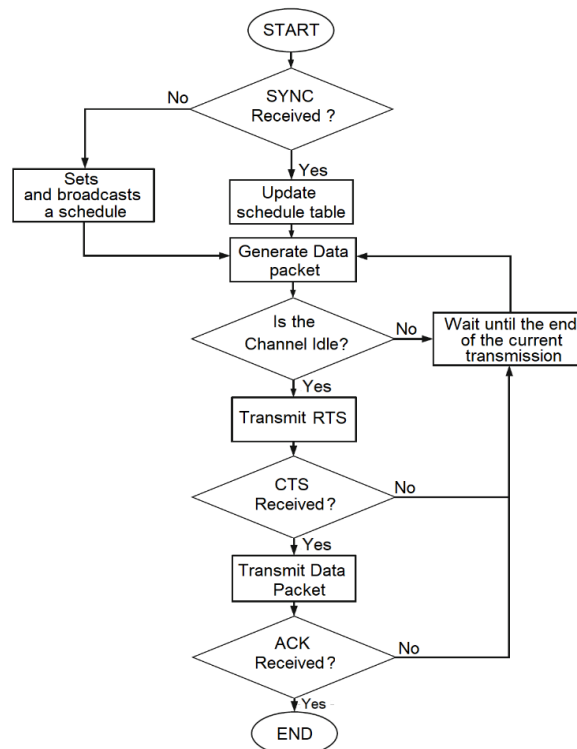 START
SYNC
Received ?
No
Yes
Sets
and broadcasts
a schedule
Update
schedule table
Generate Data
packet
Is the
Channel Idle?
No
Wait until the end
of the current
transmission
Yes
Transmit RTS
CTS
Received ?
No
Yes
Transmit Data
Packet
ACK
Received ?
No
Yes
END